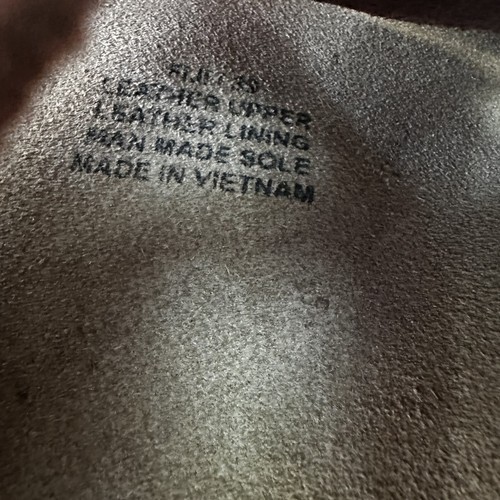 LEATHER UPPER
LEATHER LINING
MAN MADE SOLE
MADE IN VIETNAM